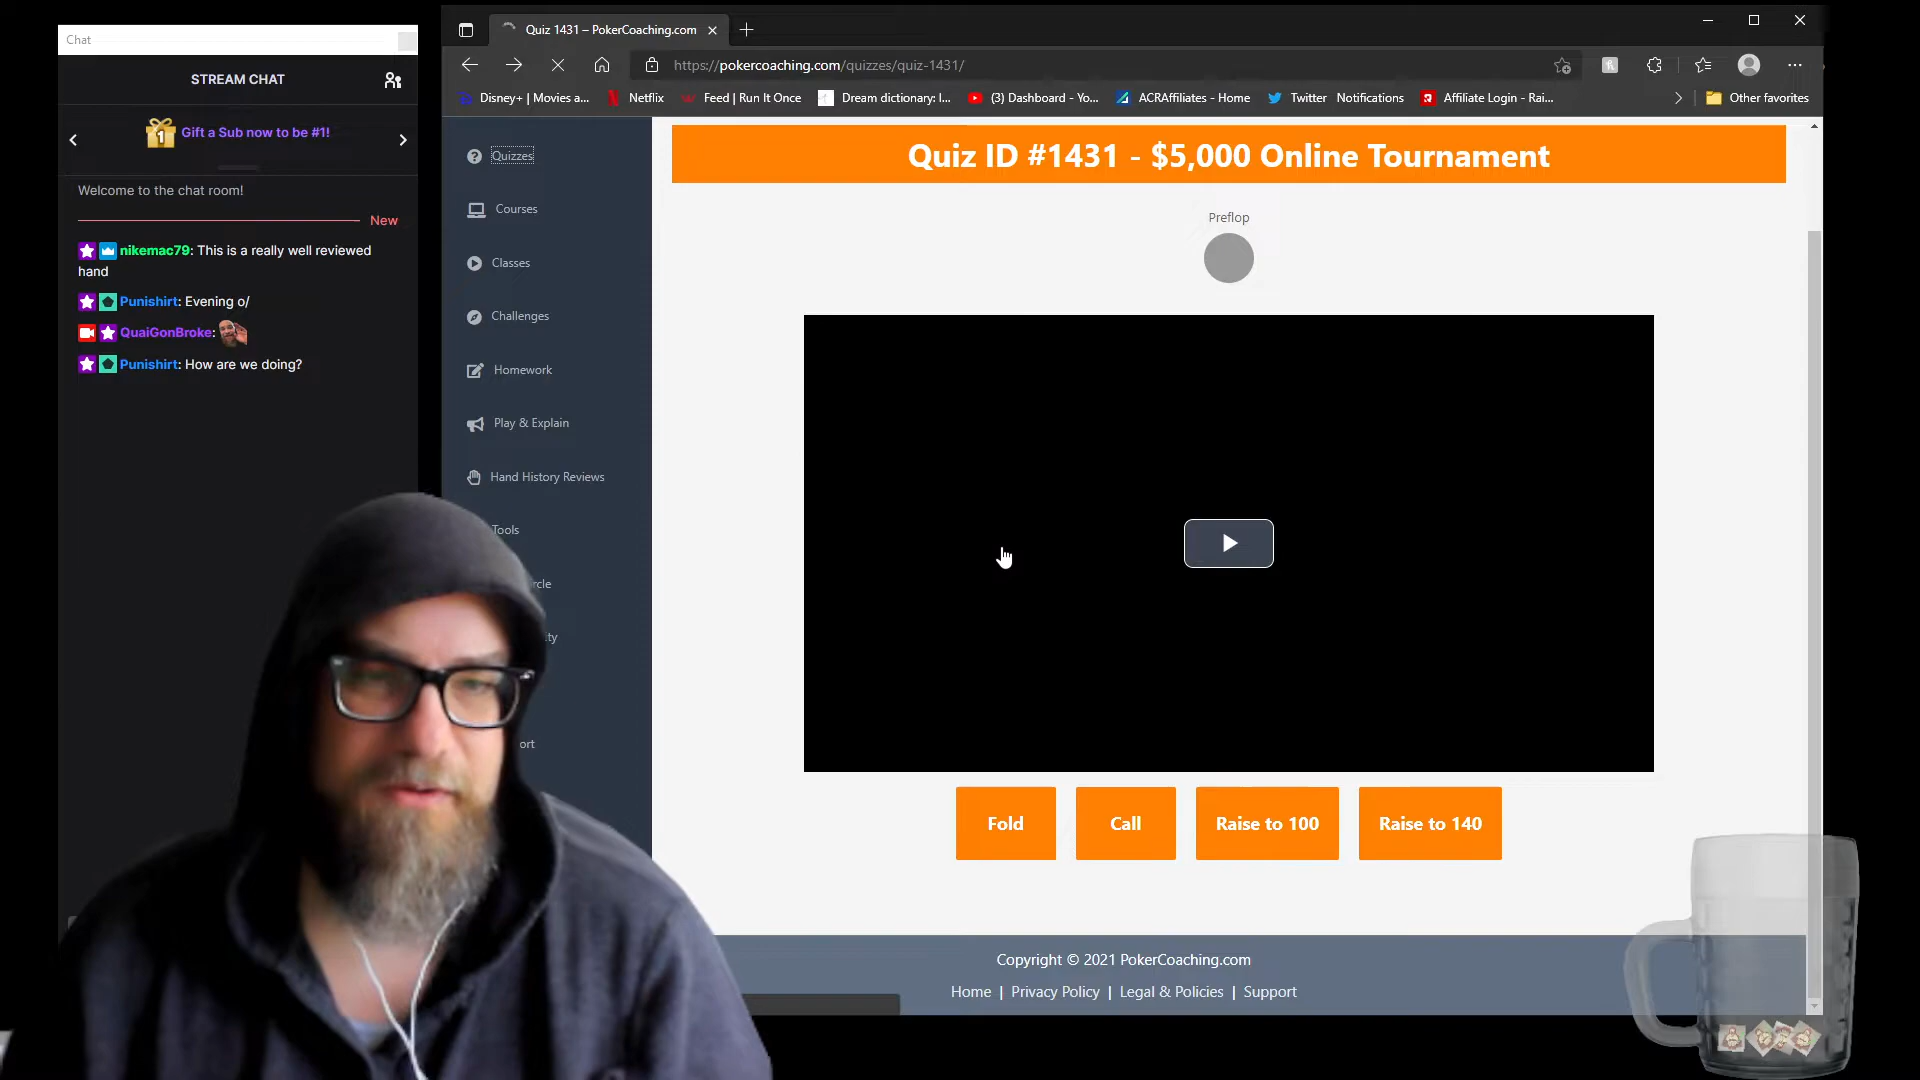 Chat
STREAM CHAT
1 Gift a Sub now to be #1!
Welcome to the chat room!
New
nikemac79: This is a really well reviewed
hand
Punishirt: Evening o/
QuaiGonBroke:
Punishirt: How are we doing?
Quiz 1431 – PokerCoaching.com
https://pokercoaching.com/quizzes/quiz-1431/
Disney+ | Movies a... Netflix Feed | Run It Once Dream dictionary: I... (3) Dashboard - Yo... ACRAffiliates - Home Twitter Notifications Affiliate Login - Rai... Other favorites
Quizzes
Courses
Classes
Challenges
Homework
Play & Explain
Hand History Reviews
Tools
rcle
ty
ort
Quiz ID #1431 - $5,000 Online Tournament
Preflop
Fold Call Raise to 100 Raise to 140
Copyright © 2021 PokerCoaching.com
Home | Privacy Policy | Legal & Policies | Support